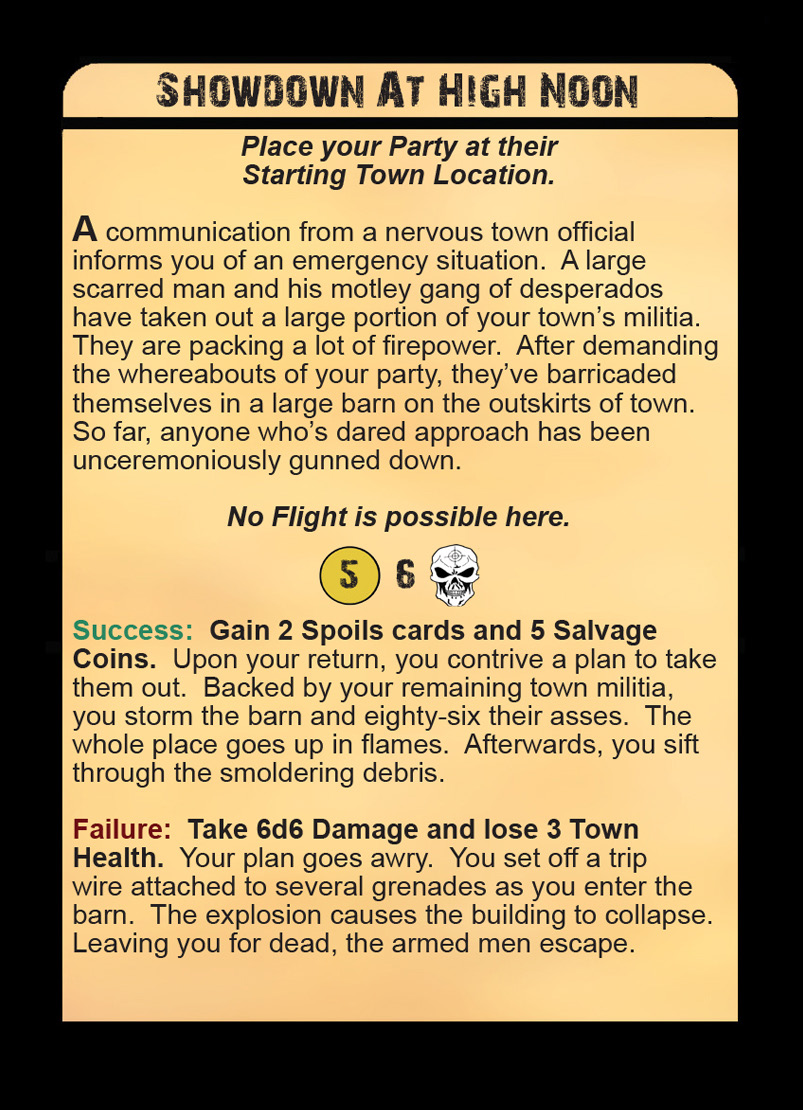 Showdown At High Noon
Place your Party at their
Starting Town Location.
A communication from a nervous town official
informs you of an emergency situation.  A large
scarred man and his motley gang of desperados
have taken out a large portion of your town's militia.
They are packing a lot of firepower.  After demanding
the whereabouts of your party, they've barricaded
themselves in a large barn on the outskirts of town.
So far, anyone who's dared approach has been
unceremoniously gunned down.
No Flight is possible here.
5 6
Success:  Gain 2 Spoils cards and 5 Salvage
Coins.  Upon your return, you contrive a plan to take
them out.  Backed by your remaining town militia,
you storm the barn and eighty-six their asses.  The
whole place goes up in flames.  Afterwards, you sift
through the smoldering debris.
Failure:  Take 6d6 Damage and lose 3 Town
Health.  Your plan goes awry.  You set off a trip
wire attached to several grenades as you enter the
barn.  The explosion causes the building to collapse.
Leaving you for dead, the armed men escape.